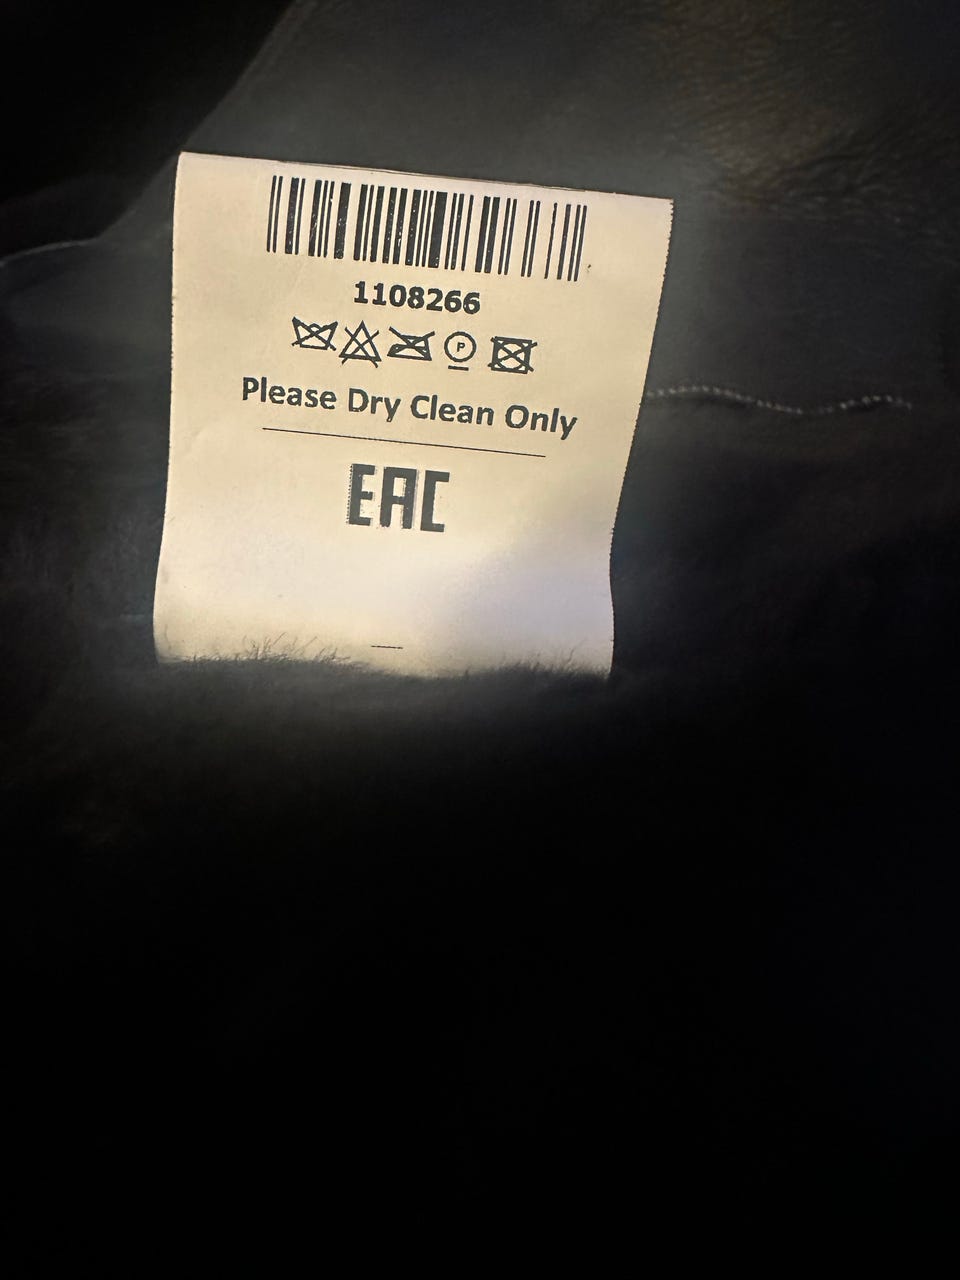 1108266
P
Please Dry Clean Only
EAC